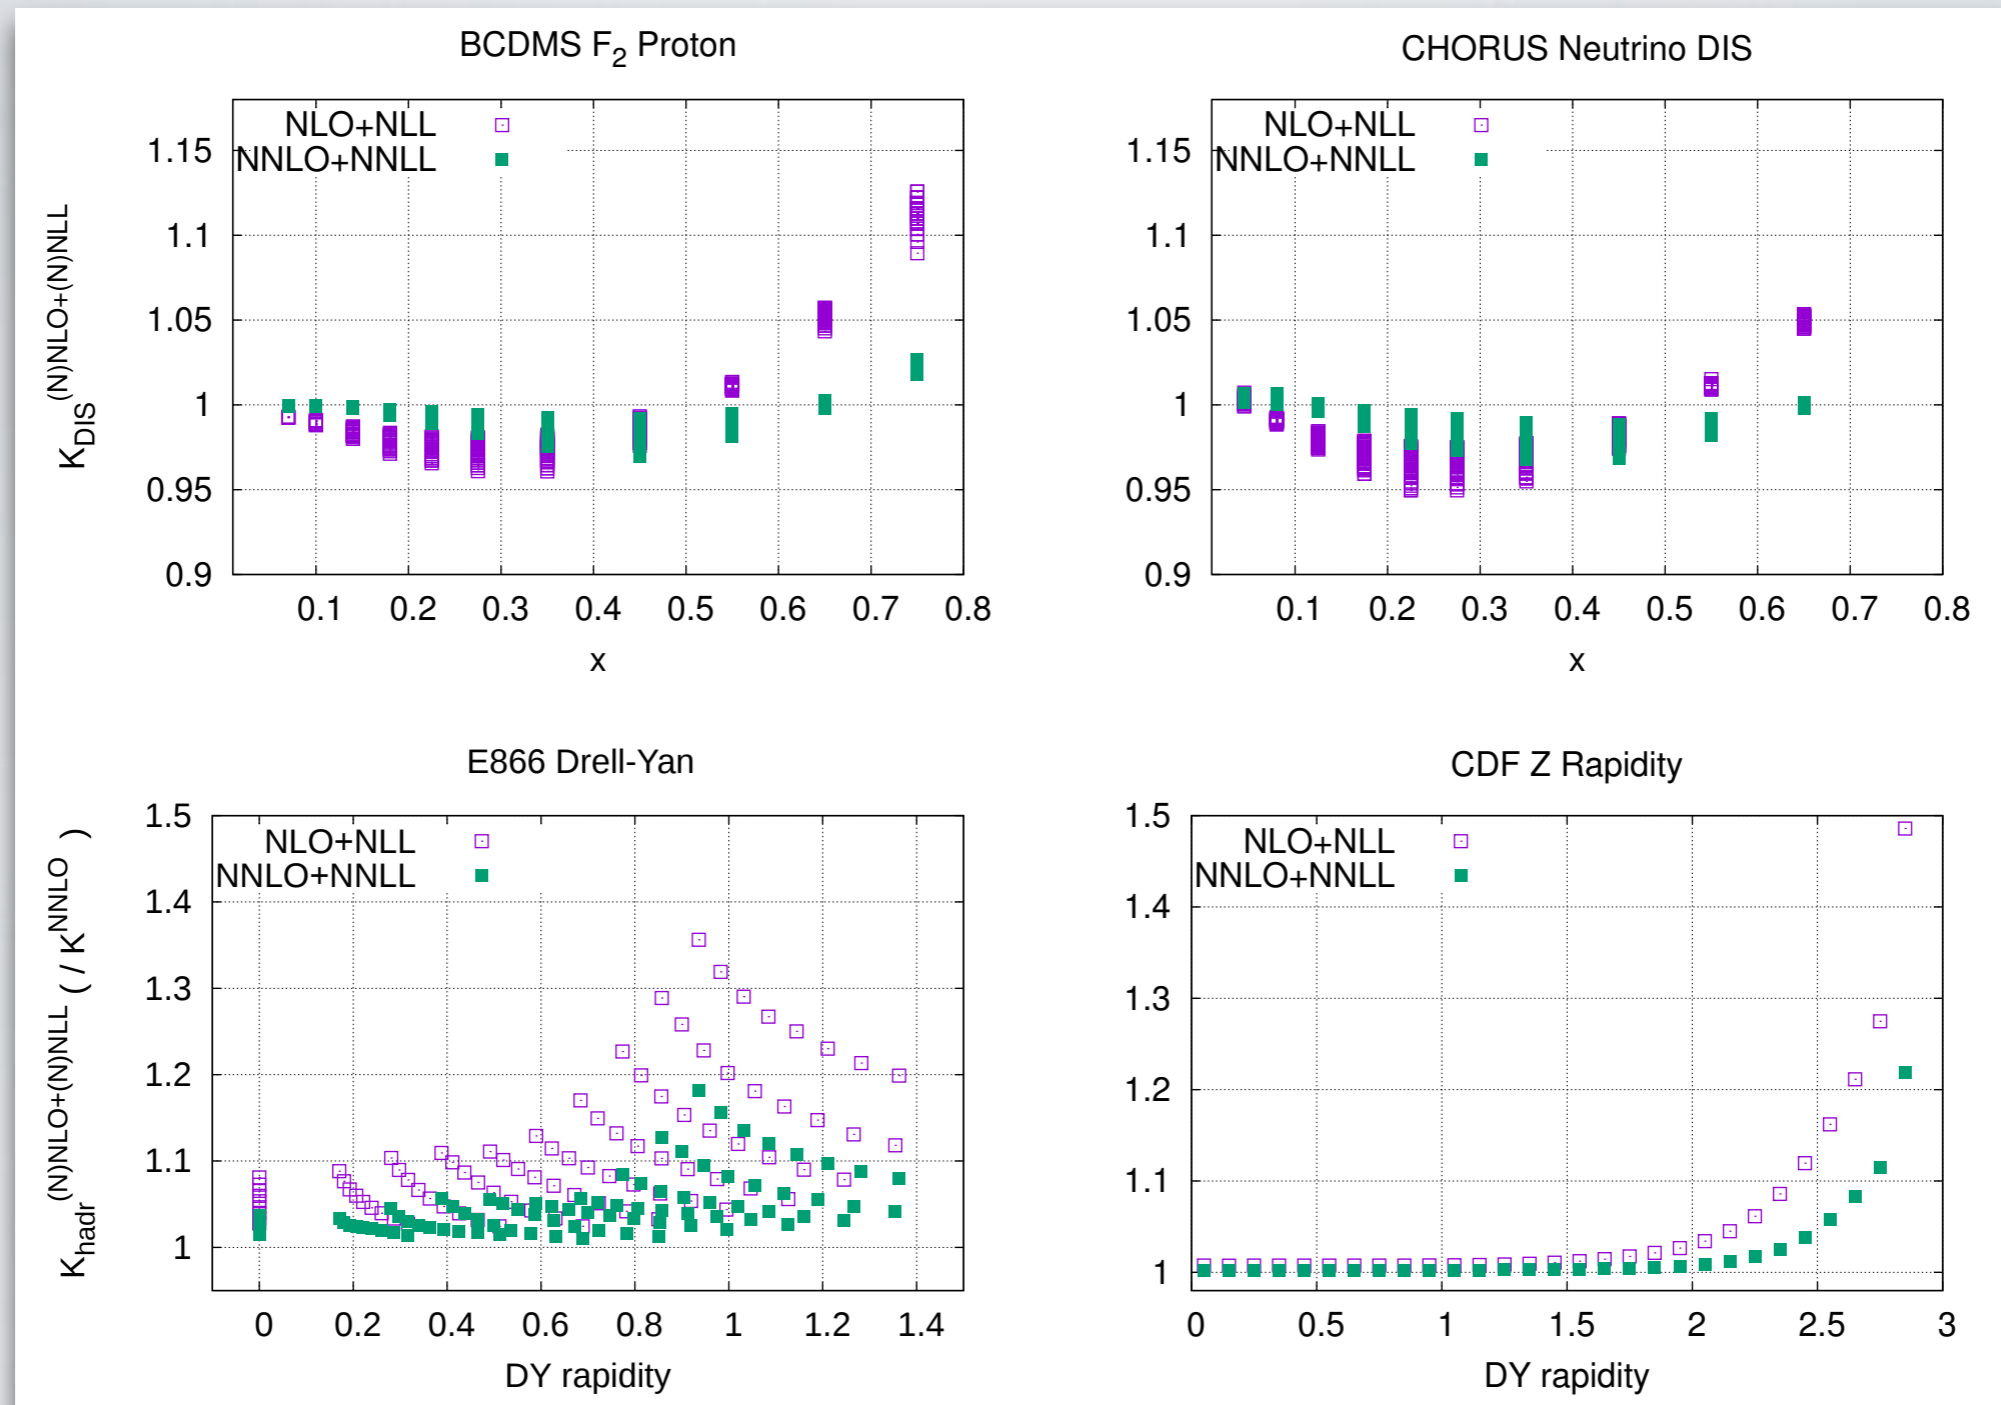 BCDMS F2 Proton
NLO+NLL
NNLO+NNLL
1.15
1.1
1.05
1
0.95
0.9
KDIS(N)NLO+(N)NLL
0.1 0.2 0.3 0.4 0.5 0.6 0.7 0.8
x
CHORUS Neutrino DIS
NLO+NLL
NNLO+NNLL
1.15
1.1
1.05
1
0.95
0.9
0.1 0.2 0.3 0.4 0.5 0.6 0.7 0.8
x
E866 Drell-Yan
NLO+NLL
NNLO+NNLL
1.5
1.4
1.3
1.2
1.1
1
Khadr(N)NLO+(N)NLL ( / KNNLO )
0 0.2 0.4 0.6 0.8 1 1.2 1.4
DY rapidity
CDF Z Rapidity
NLO+NLL
NNLO+NNLL
1.5
1.4
1.3
1.2
1.1
1
0 0.5 1 1.5 2 2.5 3
DY rapidity